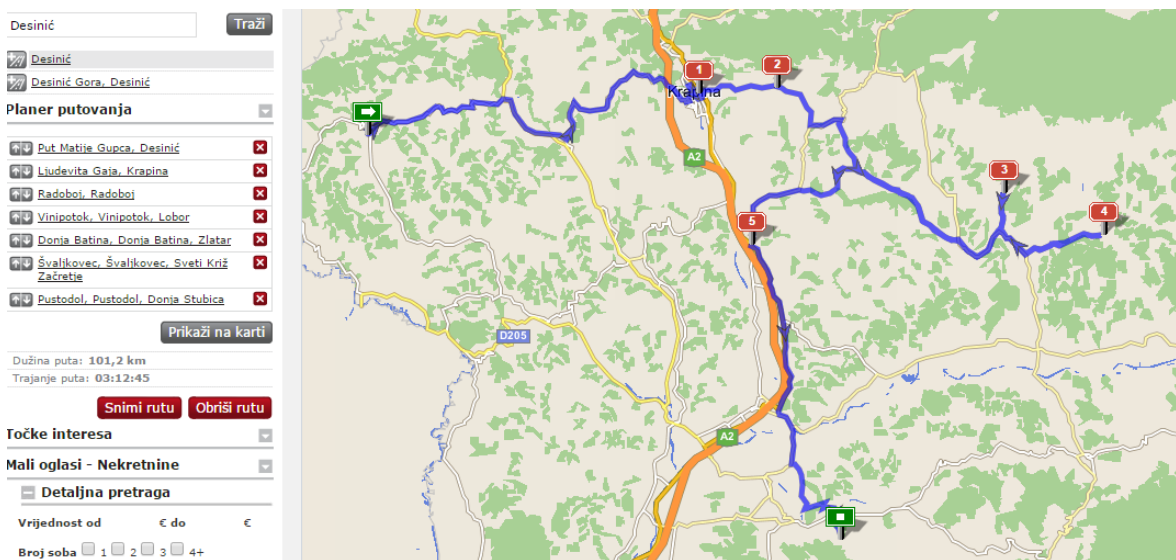 Desinić
Traži
Desinić
Desinić Gora, Desinić
Planer putovanja
Put Matije Gupca, Desinić
Ljudevita Gaja, Krapina
Radoboj, Radoboj
Vinipotok, Vinipotok, Lobor
Donja Batina, Donja Batina, Zlatar
Švaljkovec, Švaljkovec, Sveti Križ
Začretje
Pustodol, Pustodol, Donja Stubica
Prikaži na karti
Dužina puta: 101,2 km
Trajanje puta: 03:12:45
Snimi rutu Obriši rutu
Točke interesa
Mali oglasi - Nekretnine
Detaljna pretraga
Vrijednost od € do €
Broj soba 1 2 3 4+
1
2
Krapina
A2
3
4
5
D205
A2